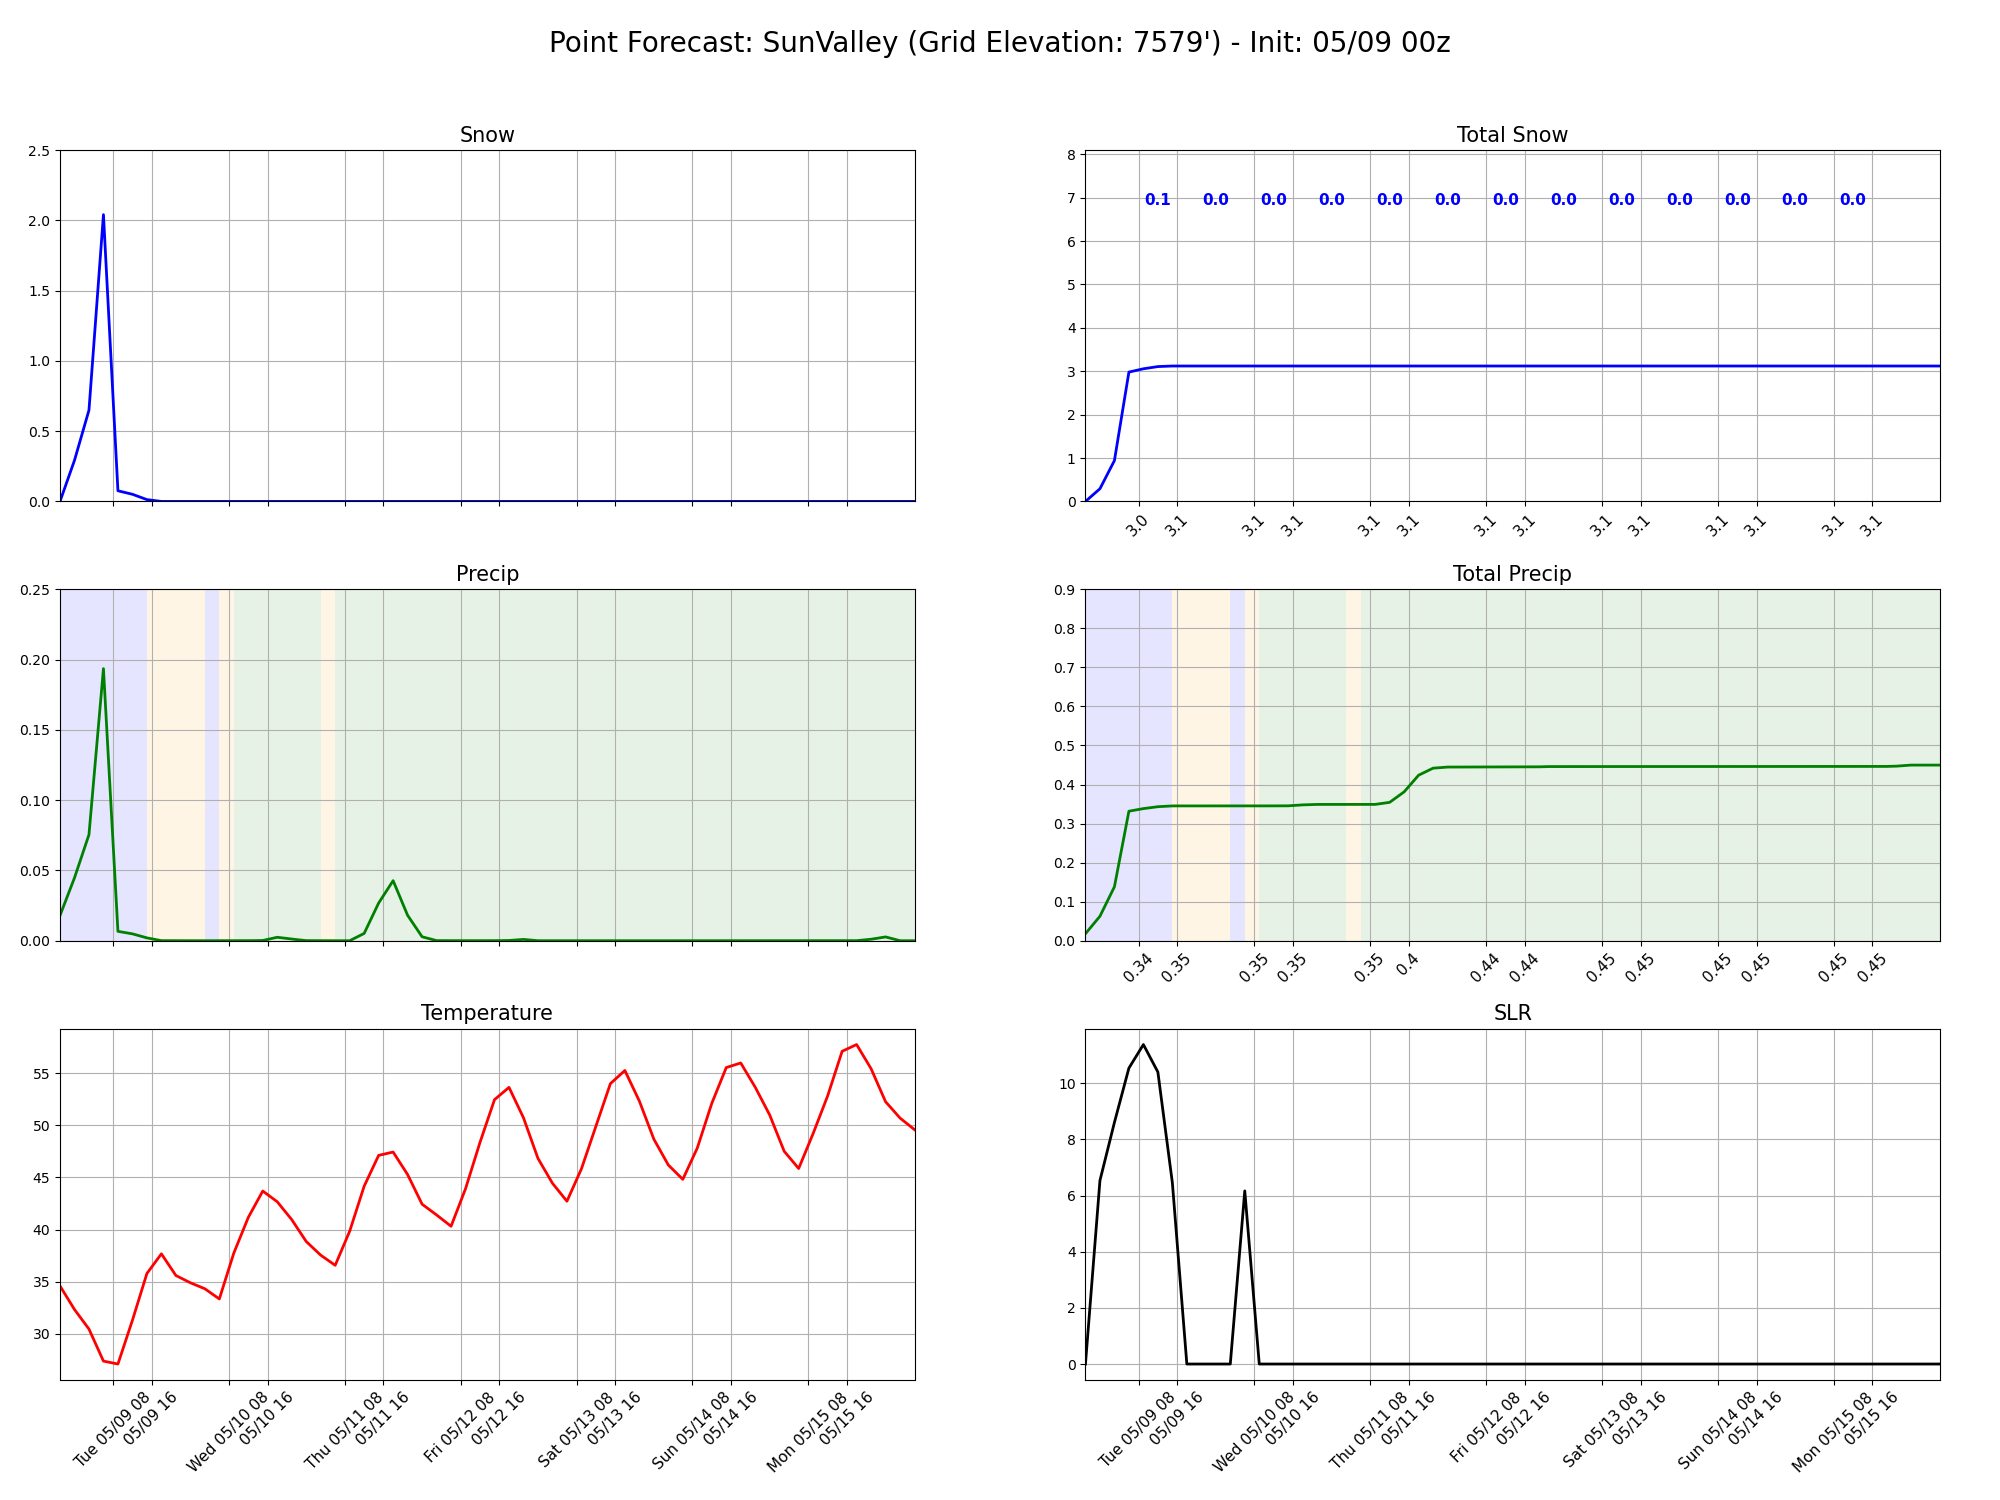 Point Forecast: SunValley (Grid Elevation: 7579') - Init: 05/09 00z
Snow
2.5
2.0
1.5
1.0
0.5
0.0
Total Snow
8
7
6
5
4
3
2
1
0
0.1 0.0 0.0 0.0 0.0 0.0 0.0 0.0 0.0 0.0 0.0 0.0 0.0
3.0 3.1 3.1 3.1 3.1 3.1 3.1 3.1 3.1 3.1 3.1 3.1 3.1 3.1
Precip
0.25
0.20
0.15
0.10
0.05
0.00
Total Precip
0.9
0.8
0.7
0.6
0.5
0.4
0.3
0.2
0.1
0.0
0.34 0.35 0.35 0.35 0.35 0.4 0.44 0.44 0.45 0.45 0.45 0.45 0.45 0.45
Temperature
55
50
45
40
35
30
Tue 05/09 08
05/09 16
Wed 05/10 08
05/10 16
Thu 05/11 08
05/11 16
Fri 05/12 08
05/12 16
Sat 05/13 08
05/13 16
Sun 05/14 08
05/14 16
Mon 05/15 08
05/15 16
SLR
10
8
6
4
2
0
Tue 05/09 08
05/09 16
Wed 05/10 08
05/10 16
Thu 05/11 08
05/11 16
Fri 05/12 08
05/12 16
Sat 05/13 08
05/13 16
Sun 05/14 08
05/14 16
Mon 05/15 08
05/15 16